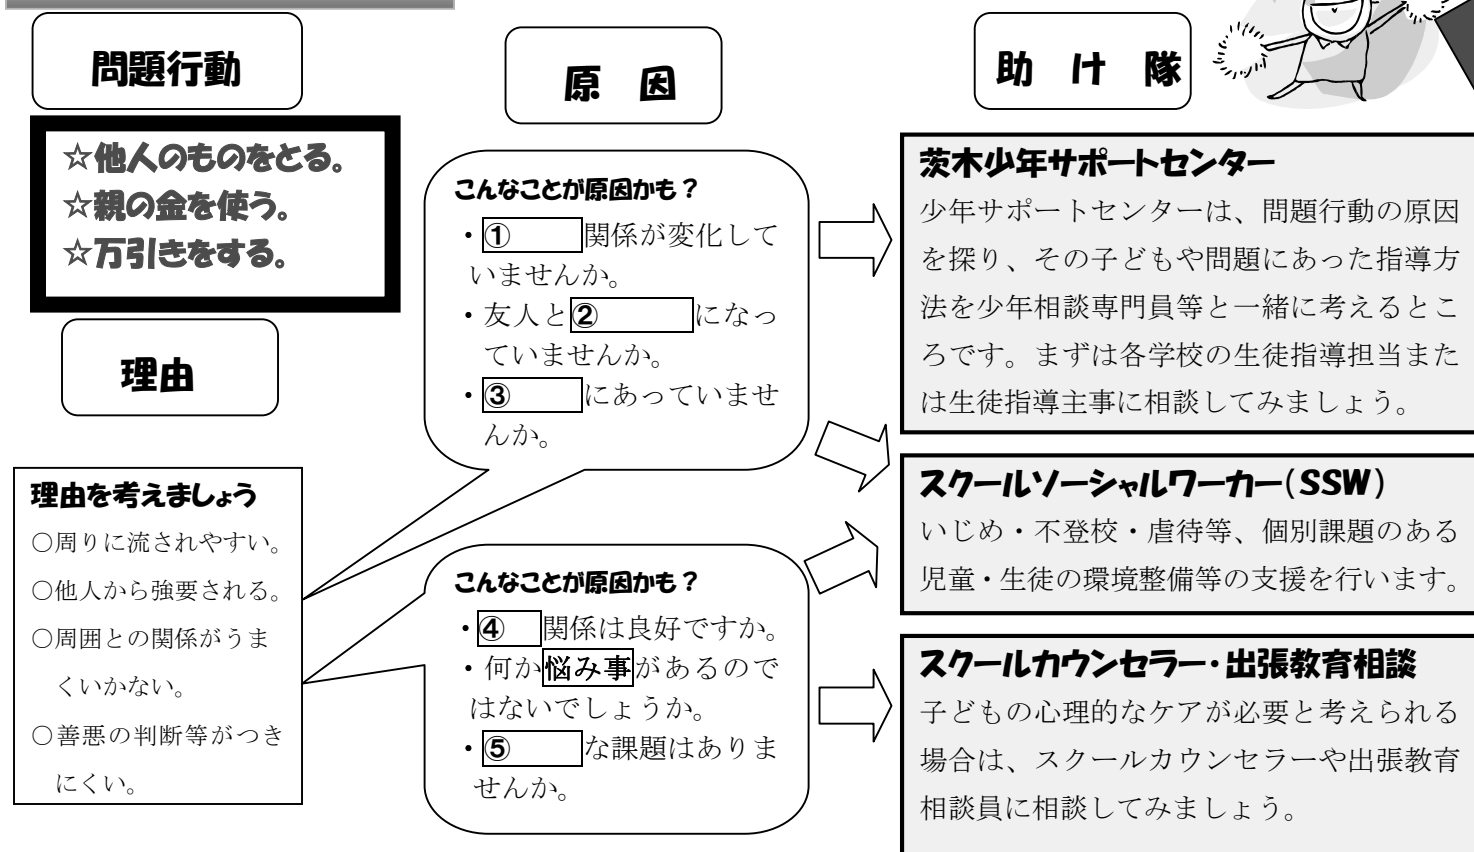 問題行動
☆他人のものをとる。
☆親の金を使う。
☆万引きをする。
理由
理由を考えましょう
○周りに流されやすい。
○他人から強要される。
○周囲との関係がうま
くいかない。
○善悪の判断等がつき
にくい。
原 因
こんなことが原因かも？
・① 関係が変化して
いませんか。
・友人と② になっ
ていませんか。
・③ にあっていませ
んか。
こんなことが原因かも？
・④ 関係は良好ですか。
・何か悩み事があるので
はないでしょうか。
・⑤ な課題はありま
せんか。
助 け 隊
茨木少年サポートセンター
少年サポートセンターは、問題行動の原因
を探り、その子どもや問題にあった指導方
法を少年相談専門員等と一緒に考えるとこ
ろです。まずは各学校の生徒指導担当また
は生徒指導主事に相談してみましょう。
スクールソーシャルワーカー(SSW)
いじめ・不登校・虐待等、個別課題のある
児童・生徒の環境整備等の支援を行います。
スクールカウンセラー・出張教育相談
子どもの心理的なケアが必要と考えられる
場合は、スクールカウンセラーや出張教育
相談員に相談してみましょう。